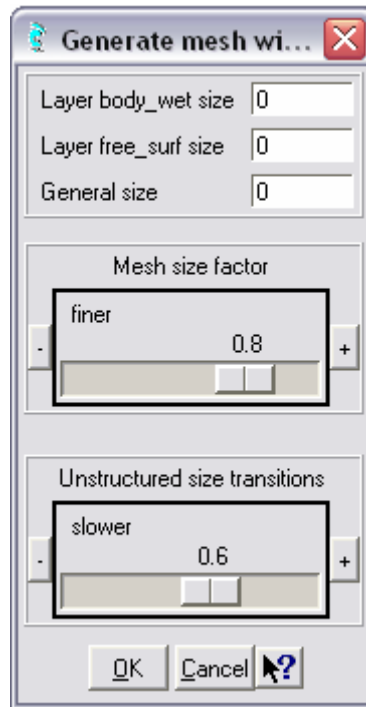 Generate mesh wi...
Layer body_wet size 0
Layer free_surf size 0
General size 0
Mesh size factor
finer
0.8
- +
Unstructured size transitions
slower
0.6
- +
OK Cancel ?